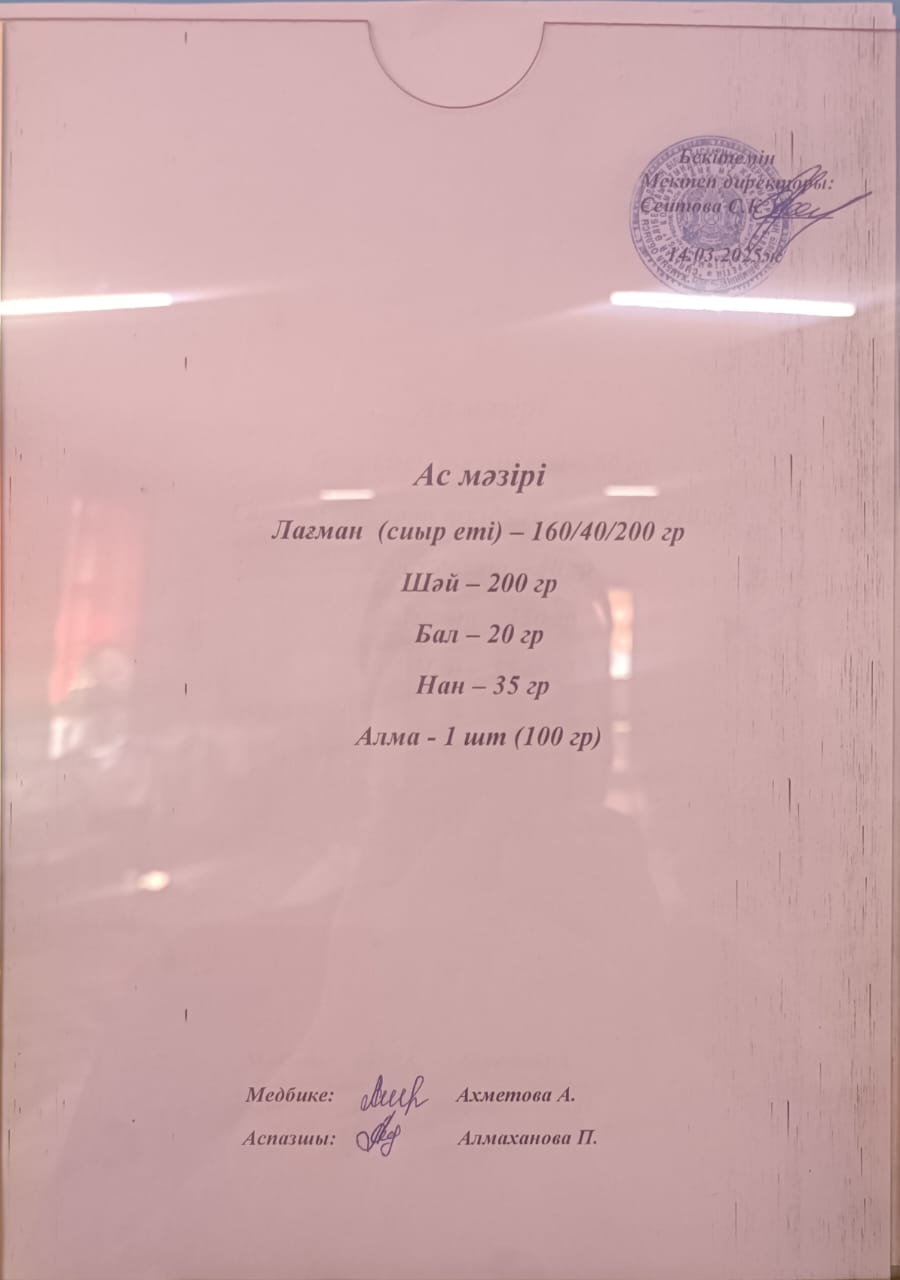 Бекітемін
Мектеп директоры:
Сейтова С.К
14.03.2025ж
Ас мәзірі
Лағман (сиыр еті) – 160/40/200 гр
Шәй – 200 гр
Бал – 20 гр
Нан – 35 гр
Алма - 1 шт (100 гр)
Медбике: Ахметова А.
Аспазшы: Алмаханова П.